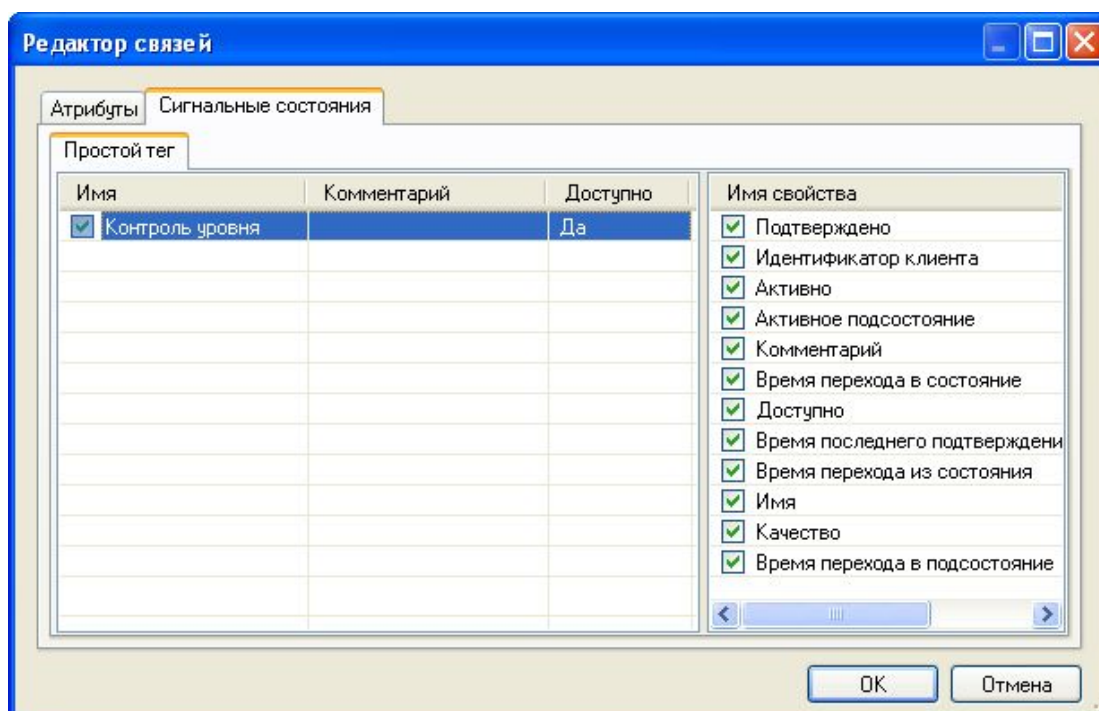 Редактор связей
Атрибуты Сигнальные состояния
Простой тег
Имя Комментарий Доступно Имя свойства
Контроль уровня Да Подтверждено
Идентификатор клиента
Активно
Активное подсостояние
Комментарий
Время перехода в состояние
Доступно
Время последнего подтверждени
Время перехода из состояния
Имя
Качество
Время перехода в подсостояние
OK Отмена